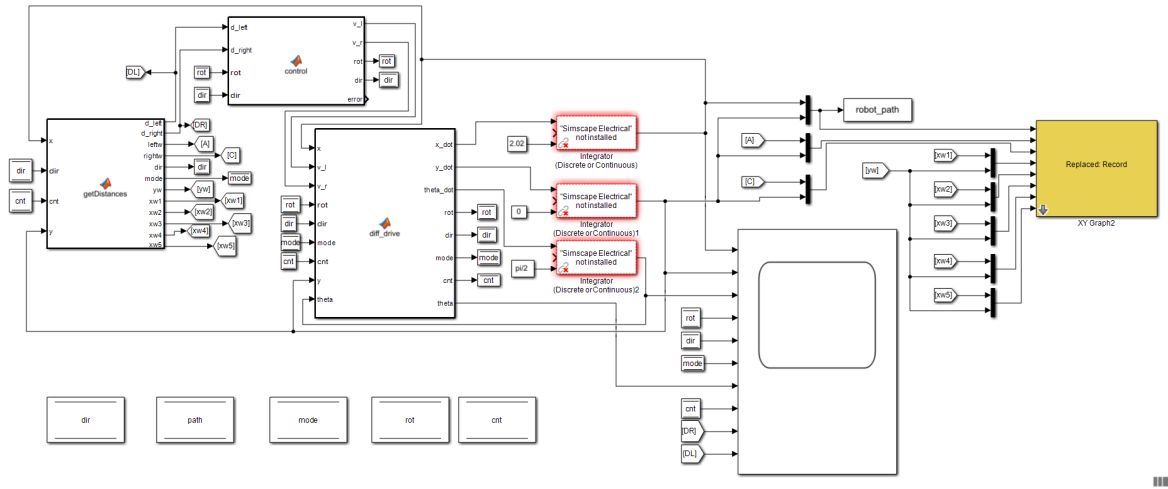 d_left
d_right
rot
dir
control
v_l
v_r
rot
dir
error
rot
dir
rot
dir
[DL]
x
dir
cnt
y
getDistances
d_left
d_right
leftw
rightw
dir
mode
yw
xw1
xw2
xw3
xw4
xw5
dir
cnt
[DR]
[A]
[C]
dir
mode
[yw]
[xw1]
[xw2]
[xw3]
[xw4]
[xw5]
x
v_l
v_r
rot
dir
mode
cnt
y
theta
diff_drive
x_dot
y_dot
theta_dot
rot
dir
mode
cnt
theta
rot
dir
mode
cnt
rot
dir
mode
cnt
2.02
"Simscape Electrical"
not installed
Integrator
(Discrete or Continuous)
0
"Simscape Electrical"
not installed
Integrator
(Discrete or Continuous)1
pi/2
"Simscape Electrical"
not installed
Integrator
(Discrete or Continuous)2
robot_path
[A]
[C]
[yw]
[xw1]
[xw2]
[xw3]
[xw4]
[xw5]
Replaced: Record
XY Graph2
rot
dir
mode
cnt
[DR]
[DL]
dir
path
mode
rot
cnt